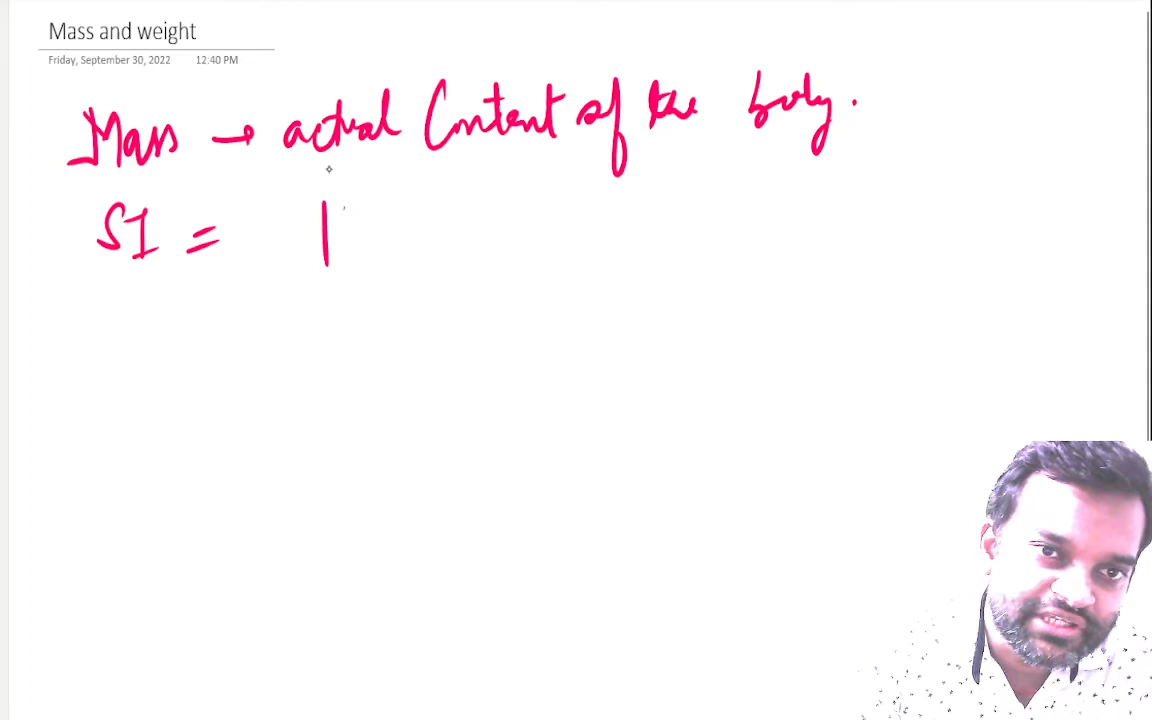 Mass and weight
Friday, September 30, 2022 12:40 PM
Mass → actual Content of the body.
SI = |